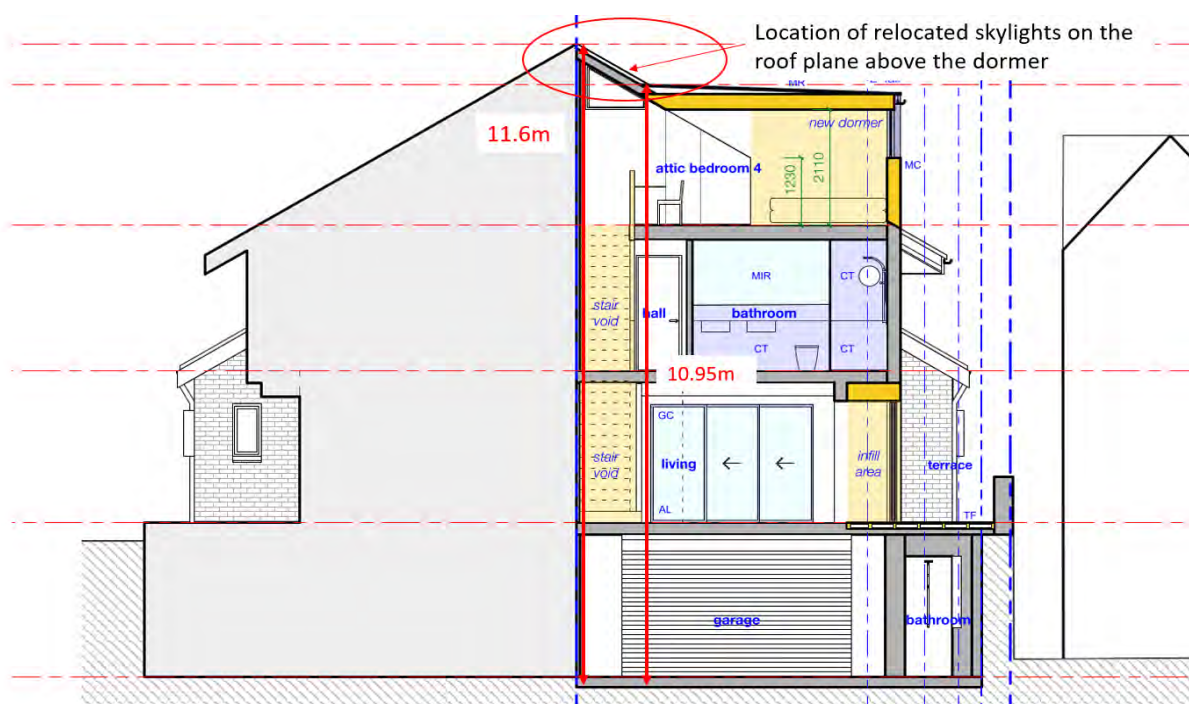 Location of relocated skylights on the
roof plane above the dormer
MR
11.6m
new dormer
attic bedroom 4
1230
2110
MC
stair
void
hall
MIR
bathroom
CT
CT
CT
10.95m
GC
living
AL
stair
void
infill
area
terrace
TF
garage
bathroom